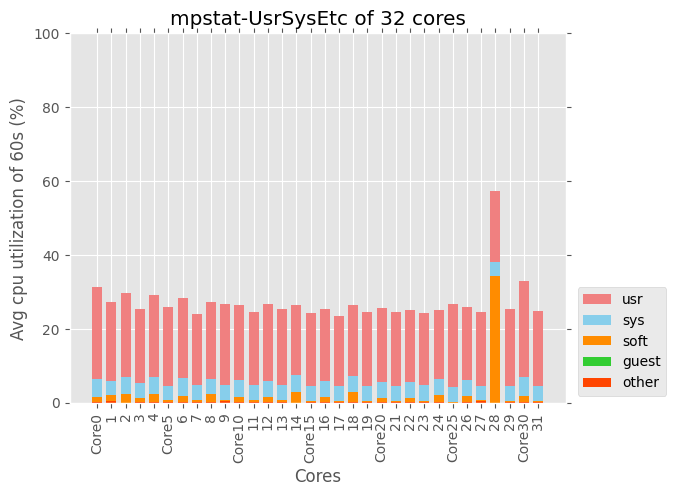 mpstat-UsrSysEtc of 32 cores
Avg cpu utilization of 60s (%)
100
80
60
40
20
0
usr
sys
soft
guest
other
Core0
1
2
3
4
Core5
6
7
8
9
Core10
11
12
13
14
Core15
16
17
18
19
Core20
21
22
23
24
Core25
26
27
28
29
Core30
31
Cores